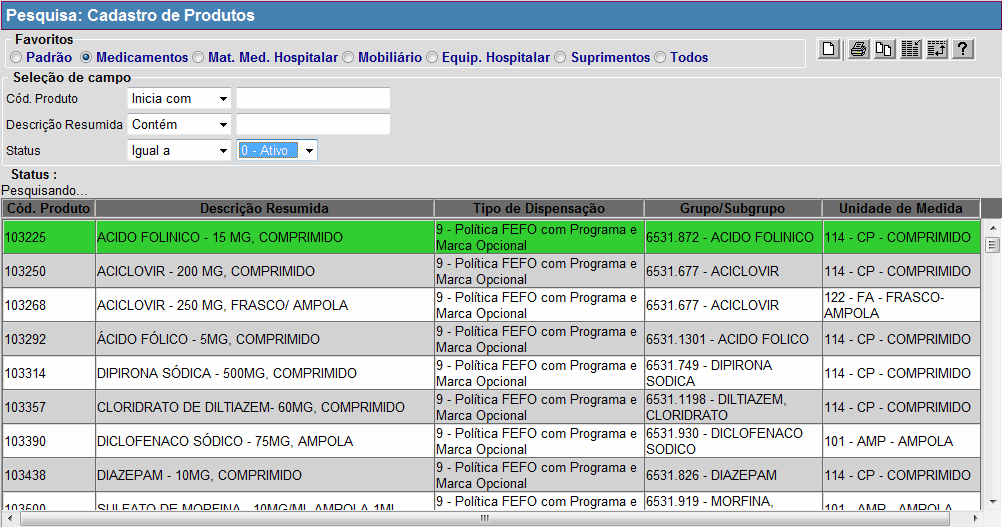 Pesquisa: Cadastro de Produtos
Favoritos
Padrão Medicamentos Mat. Med. Hospitalar Mobiliário Equip. Hospitalar Suprimentos Todos
?
Seleção de campo
Cód. Produto Inicia com
Descrição Resumida Contém
Status Igual a 0 - Ativo
Status :
Pesquisando...
Cód. Produto Descrição Resumida Tipo de Dispensação Grupo/Subgrupo Unidade de Medida
103225 ACIDO FOLINICO - 15 MG, COMPRIMIDO 9 - Política FEFO com Programa e Marca Opcional 6531.872 - ACIDO FOLINICO 114 - CP - COMPRIMIDO
103250 ACICLOVIR - 200 MG, COMPRIMIDO 9 - Política FEFO com Programa e Marca Opcional 6531.677 - ACICLOVIR 114 - CP - COMPRIMIDO
103268 ACICLOVIR - 250 MG, FRASCO/ AMPOLA 9 - Política FEFO com Programa e Marca Opcional 6531.677 - ACICLOVIR 122 - FA - FRASCO-AMPOLA
103292 ÁCIDO FÓLICO - 5MG, COMPRIMIDO 9 - Política FEFO com Programa e Marca Opcional 6531.1301 - ACIDO FOLICO 114 - CP - COMPRIMIDO
103314 DIPIRONA SÓDICA - 500MG, COMPRIMIDO 9 - Política FEFO com Programa e Marca Opcional 6531.749 - DIPIRONA SODICA 114 - CP - COMPRIMIDO
103357 CLORIDRATO DE DILTIAZEM- 60MG, COMPRIMIDO 9 - Política FEFO com Programa e Marca Opcional 6531.1198 - DILTIAZEM, CLORIDRATO 114 - CP - COMPRIMIDO
103390 DICLOFENACO SÓDICO - 75MG, AMPOLA 9 - Política FEFO com Programa e Marca Opcional 6531.930 - DICLOFENACO SODICO 101 - AMP - AMPOLA
103438 DIAZEPAM - 10MG, COMPRIMIDO 9 - Política FEFO com Programa e Marca Opcional 6531.826 - DIAZEPAM 114 - CP - COMPRIMIDO
103500 SULFATO DE MORFINA - 10MG/ML AMPOLA 1ML 9 - Política FEFO com Programa e 6531.919 - MORFINA, 101 - AMP - AMPOLA